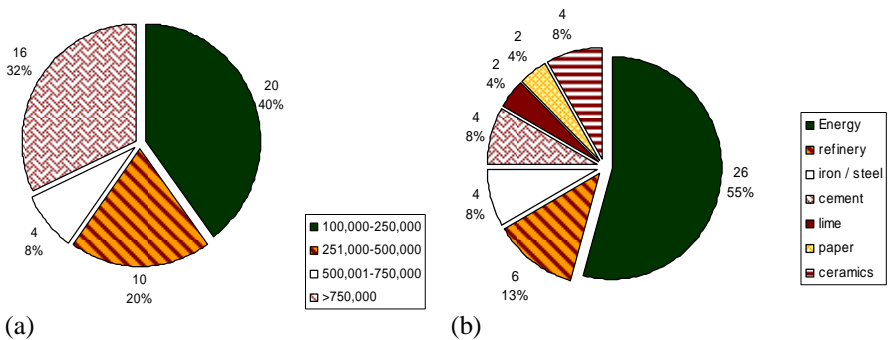 16
32%
20
40%
4
8%
10
20%
100,000-250,000
251,000-500,000
500,001-750,000
>750,000
(a)
4
8%
2
4%
2
4%
4
8%
4
8%
6
13%
26
55%
Energy
refinery
iron / steel
cement
lime
paper
ceramics
(b)